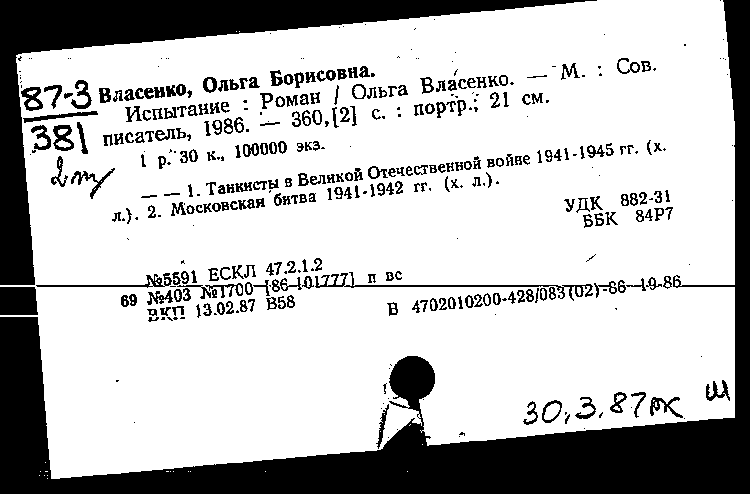 87-3
381
2 т
Власенко, Ольга Борисовна.
Испытание : Роман / Ольга Власенко. — М. : Сов.
писатель, 1986. — 360,[2] с. : портр.; 21 см.
1 р. 30 к., 100000 экз.
— — 1. Танкисты в Великой Отечественной войне 1941-1945 гг. (х.
л.). 2. Московская битва 1941-1942 гг. (х. л.).
УДК 882-31
ББК 84Р7
№5591 ЕСКЛ 47.2.1.2
69 №403 №1700 [86-101777] п вс
ВКП 13.02.87 В58
В 4702010200-428/083(02)-86 19-86
30.3.87
Ш